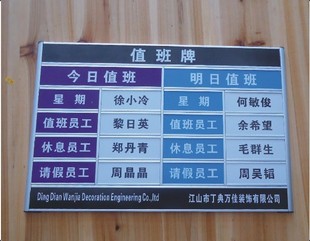 值班牌
今日值班 明日值班
星期 徐小冷 星期 何敏俊
值班员工 黎日英 值班员工 余希望
休息员工 郑丹青 休息员工 毛群生
请假员工 周晶晶 请假员工 周吴韬
Ding Dian Wanjia Decoration Engineering Co.,ltd 江山市丁典万佳装饰有限公司